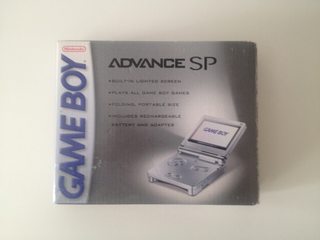 Nintendo
GAME BOY
ADVANCE SP
•BUILT-IN LIGHTED SCREEN
•PLAYS ALL GAME BOY GAMES
•FOLDING, PORTABLE SIZE
•INCLUDES RECHARGEABLE
BATTERY AND ADAPTER
GAME BOY